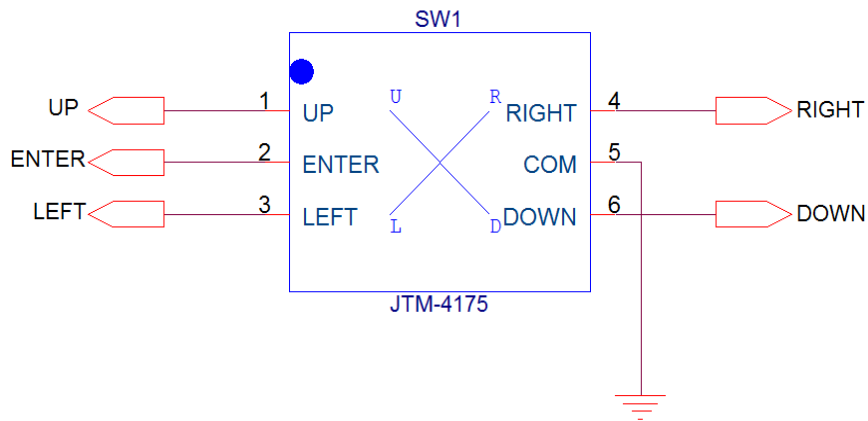 SW1
UP 1 UP U R RIGHT 4 RIGHT
ENTER 2 ENTER COM 5
LEFT 3 LEFT L D DOWN 6 DOWN
JTM-4175